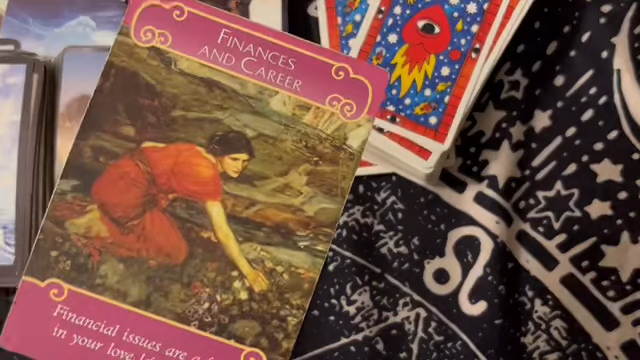 FINANCES
AND CAREER
Financial issues are a
in your love